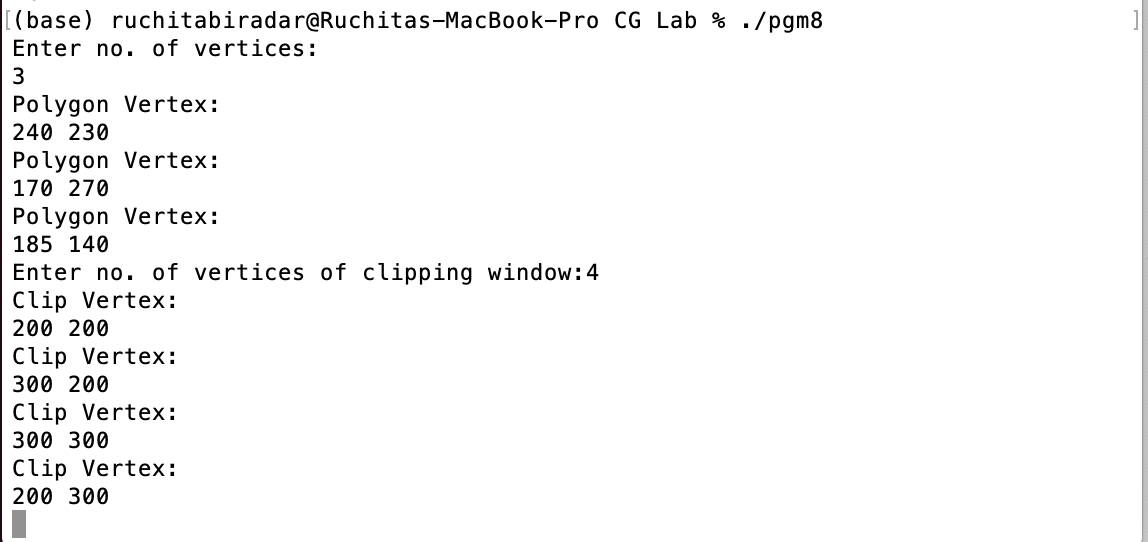 [(base) ruchitabiradar@Ruchitas-MacBook-Pro CG Lab % ./pgm8 ]
Enter no. of vertices:
3
Polygon Vertex:
240 230
Polygon Vertex:
170 270
Polygon Vertex:
185 140
Enter no. of vertices of clipping window:4
Clip Vertex:
200 200
Clip Vertex:
300 200
Clip Vertex:
300 300
Clip Vertex:
200 300